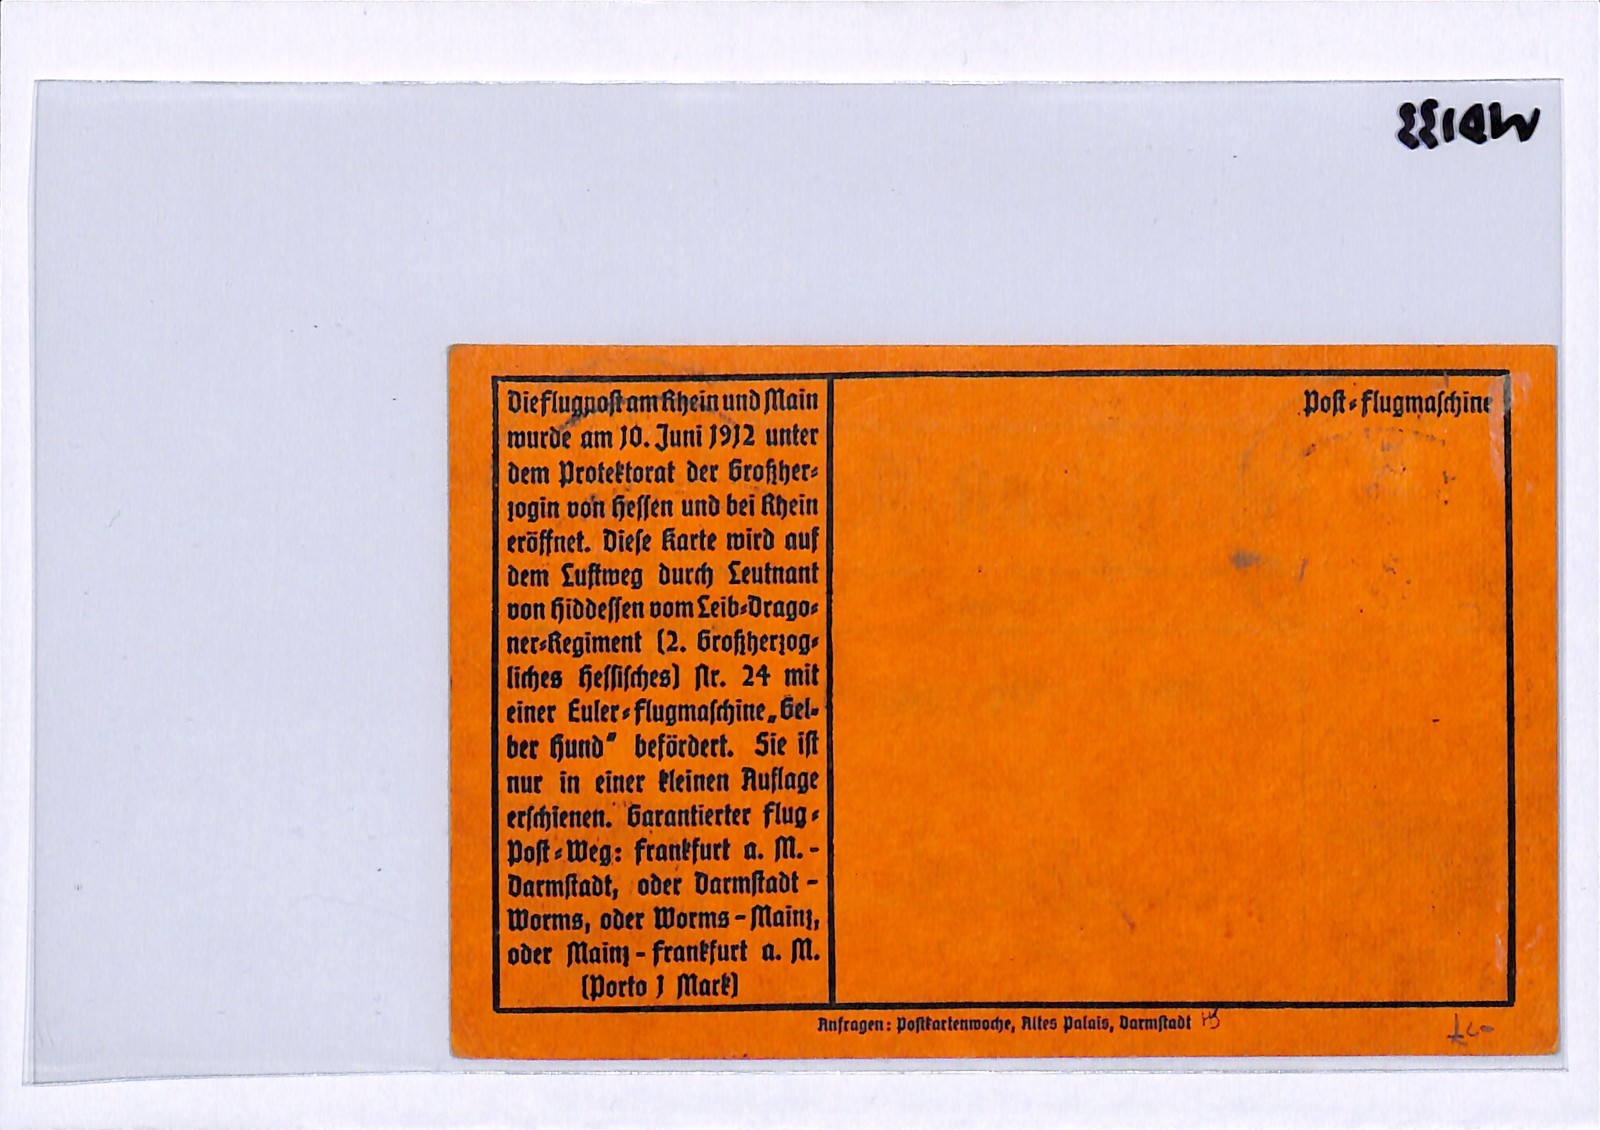 Die Flugpost am Rhein und Main
wurde am 10. Juni 1912 unter
dem Protektorat der Großher=
zogin von Hessen und bei Rhein
eröffnet. Diese Karte wird auf
dem Luftweg durch Leutnant
von Hiddessen vom Leib=Drago=
ner=Regiment (2. Großherzog=
liches Hessisches) Nr. 24 mit
einer Euler=Flugmaschine „Gel=
ber Hund" befördert. Sie ist
nur in einer kleinen Auflage
erschienen. Garantierter Flug=
Post=Weg: Frankfurt a. M. -
Darmstadt, oder Darmstadt -
Worms, oder Worms - Mainz,
oder Mainz - Frankfurt a. M.
(Porto 1 Mark)
Post=Flugmaschine
Anfragen: Postkartenwoche, Altes Palais, Darmstadt